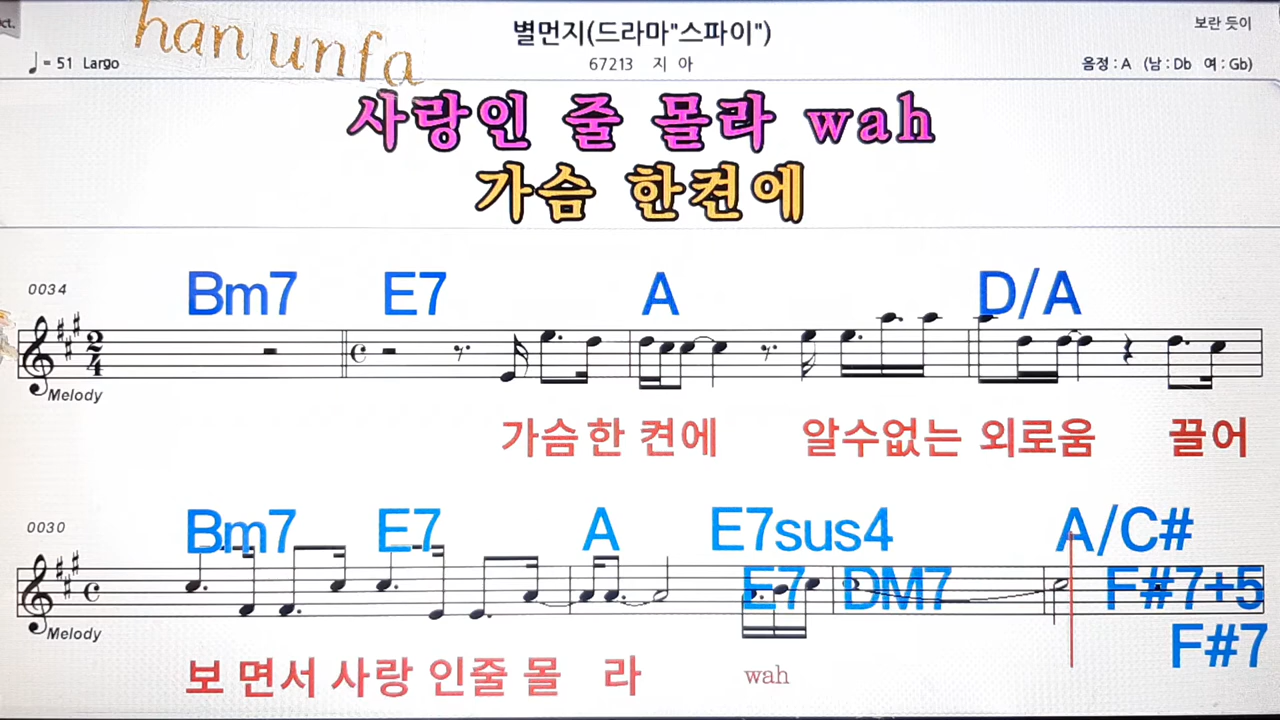 ct.
han unfa
별먼지(드라마"스파이")
보란 듯이
♩= 51 Largo
67213 지 아
음정 : A (남 : Db 여 : Gb)
사랑인 줄 몰라 wah
가슴 한켠에
0034
Bm7 E7 A D/A
2
4
Melody
가슴한 켠에 알수없는 외로움 끌어
0030
Bm7 E7 A E7sus4 A/C#
E7 DM7 F#7+5
Melody
F#7
보 면서 사랑 인줄 몰 라 wah